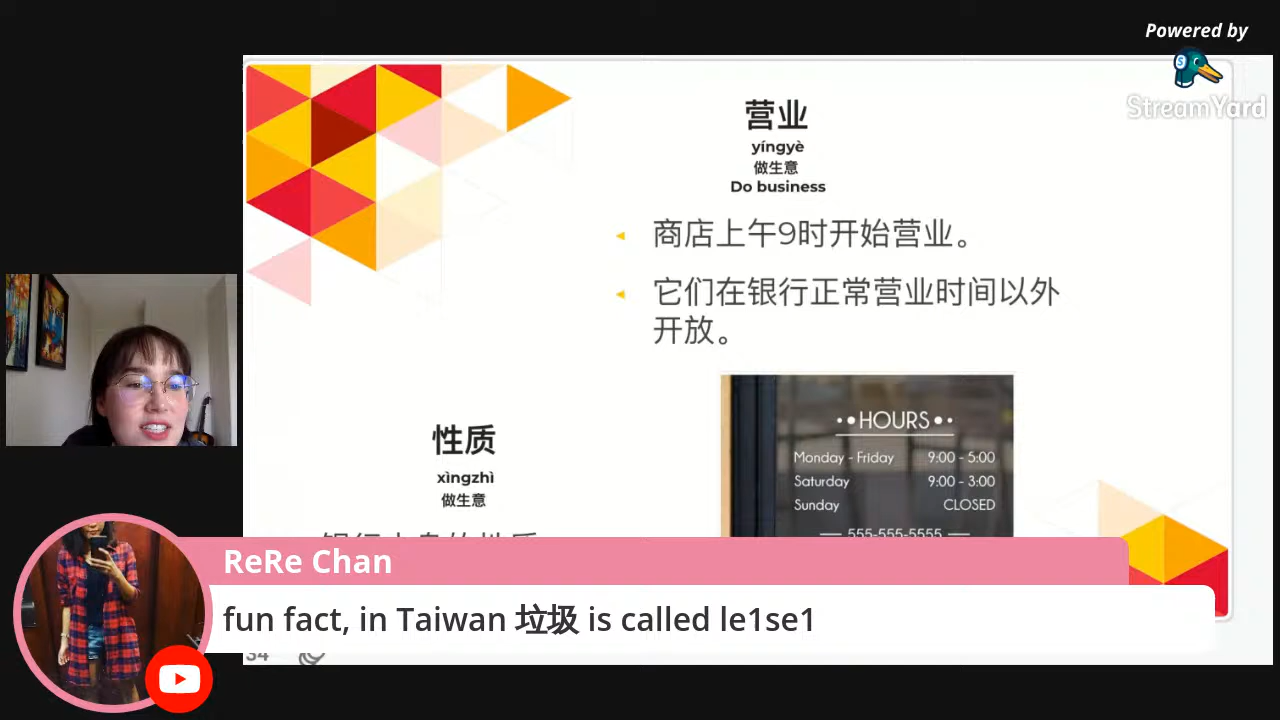 Powered by
StreamYard
营业
yíngyè
做生意
Do business
商店上午9时开始营业。
它们在银行正常营业时间以外
开放。
性质
xìngzhì
做生意
HOURS
Monday - Friday 9:00 - 5:00
Saturday 9:00 - 3:00
Sunday CLOSED
555-555-5555
ReRe Chan
fun fact, in Taiwan 垃圾 is called le1se1
34